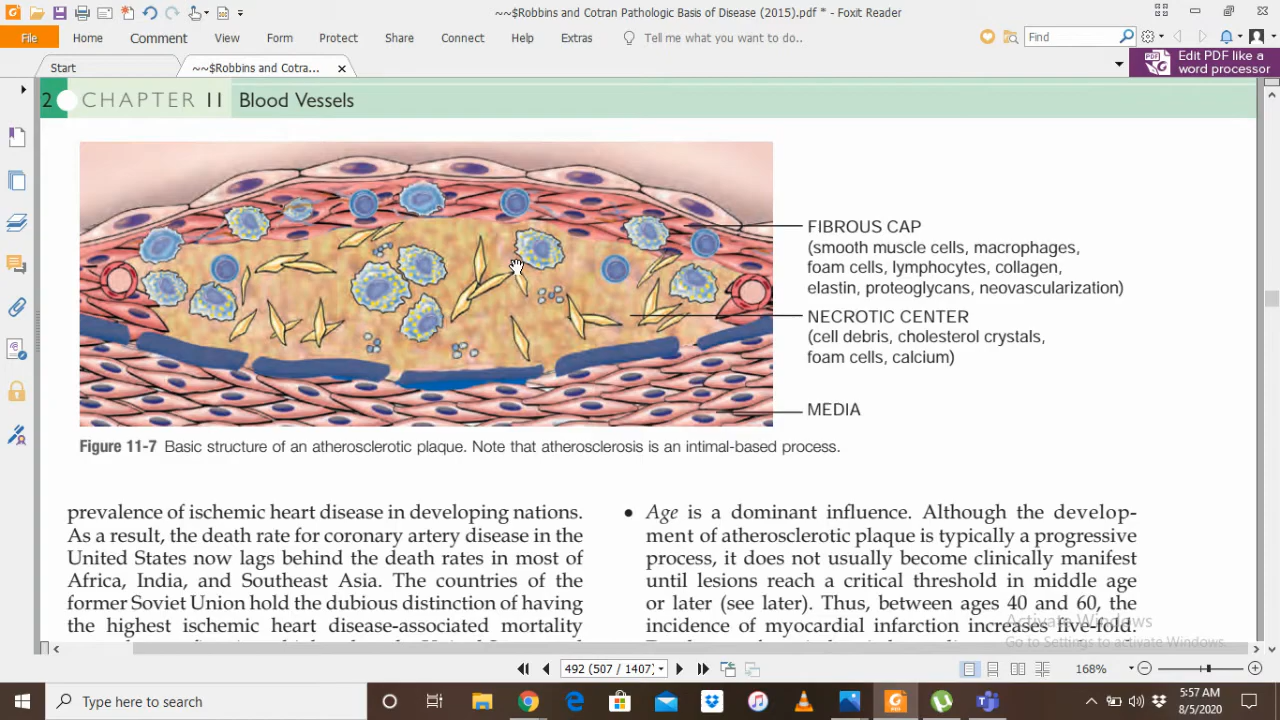 ~~$Robbins and Cotran Pathologic Basis of Disease (2015).pdf * - Foxit Reader
File Home Comment View Form Protect Share Connect Help Extras Tell me what you want to do.. Find
Start ~~$Robbins and Cotra... Edit PDF like a
word processor
2 CHAPTER 11 Blood Vessels
FIBROUS CAP
(smooth muscle cells, macrophages,
foam cells, lymphocytes, collagen,
elastin, proteoglycans, neovascularization)
NECROTIC CENTER
(cell debris, cholesterol crystals,
foam cells, calcium)
MEDIA
Figure 11-7 Basic structure of an atherosclerotic plaque. Note that atherosclerosis is an intimal-based process.
prevalence of ischemic heart disease in developing nations.
As a result, the death rate for coronary artery disease in the
United States now lags behind the death rates in most of
Africa, India, and Southeast Asia. The countries of the
former Soviet Union hold the dubious distinction of having
the highest ischemic heart disease-associated mortality
• Age is a dominant influence. Although the develop-
ment of atherosclerotic plaque is typically a progressive
process, it does not usually become clinically manifest
until lesions reach a critical threshold in middle age
or later (see later). Thus, between ages 40 and 60, the
incidence of myocardial infarction increases five-fold.
Activate Windows
Go to Settings to activate Windows.
492 (507 / 1407) 168%
Type here to search
5:57 AM
8/5/2020